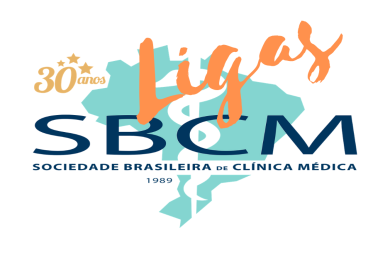 Ligas
30 anos
SBCM
SOCIEDADE BRASILEIRA DE CLÍNICA MÉDICA
1989